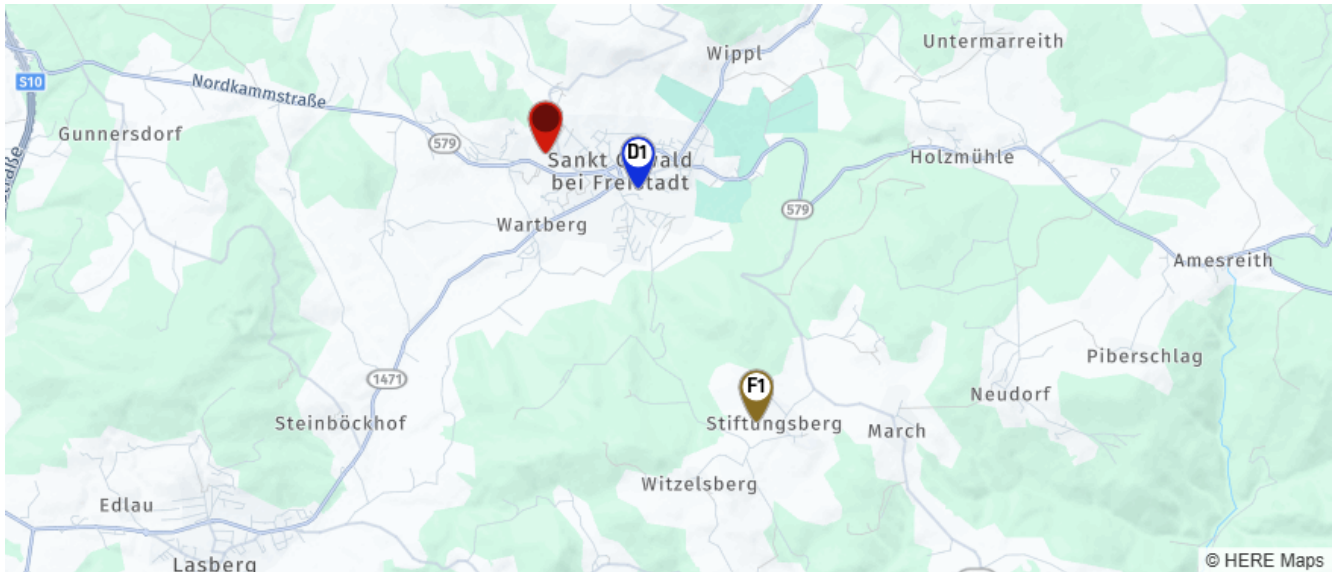 Wippl
Untermarreith
S10
Nordkammstraße
Gunnersdorf
579
D1
Sankt
bei Freistadt
Holzmühle
579
Wartberg
Amesreith
Piberschlag
1471
F1
Neudorf
Steinböckhof
Stiftungsberg
March
Witzelsberg
Edlau
Lasberg
© HERE Maps